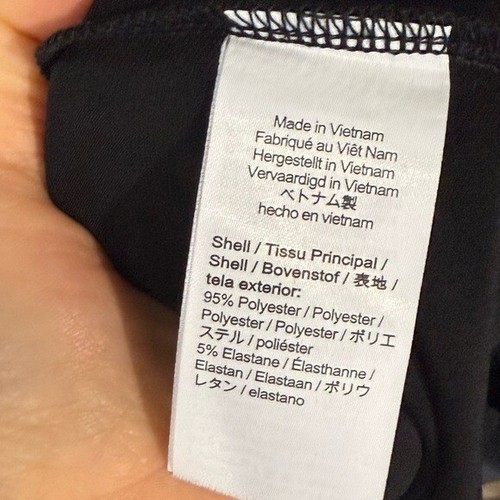 Made in Vietnam
Fabriqué au Viêt Nam
Hergestellt in Vietnam
Vervaardigd in Vietnam
ベトナム製
hecho en vietnam
Shell / Tissu Principal /
Shell / Bovenstof / 表地 /
tela exterior:
95% Polyester / Polyester /
Polyester / Polyester / ポリエ
ステル / poliéster
5% Elastane / Élasthanne /
Elastan / Elastaan / ポリウ
レタン / elastano